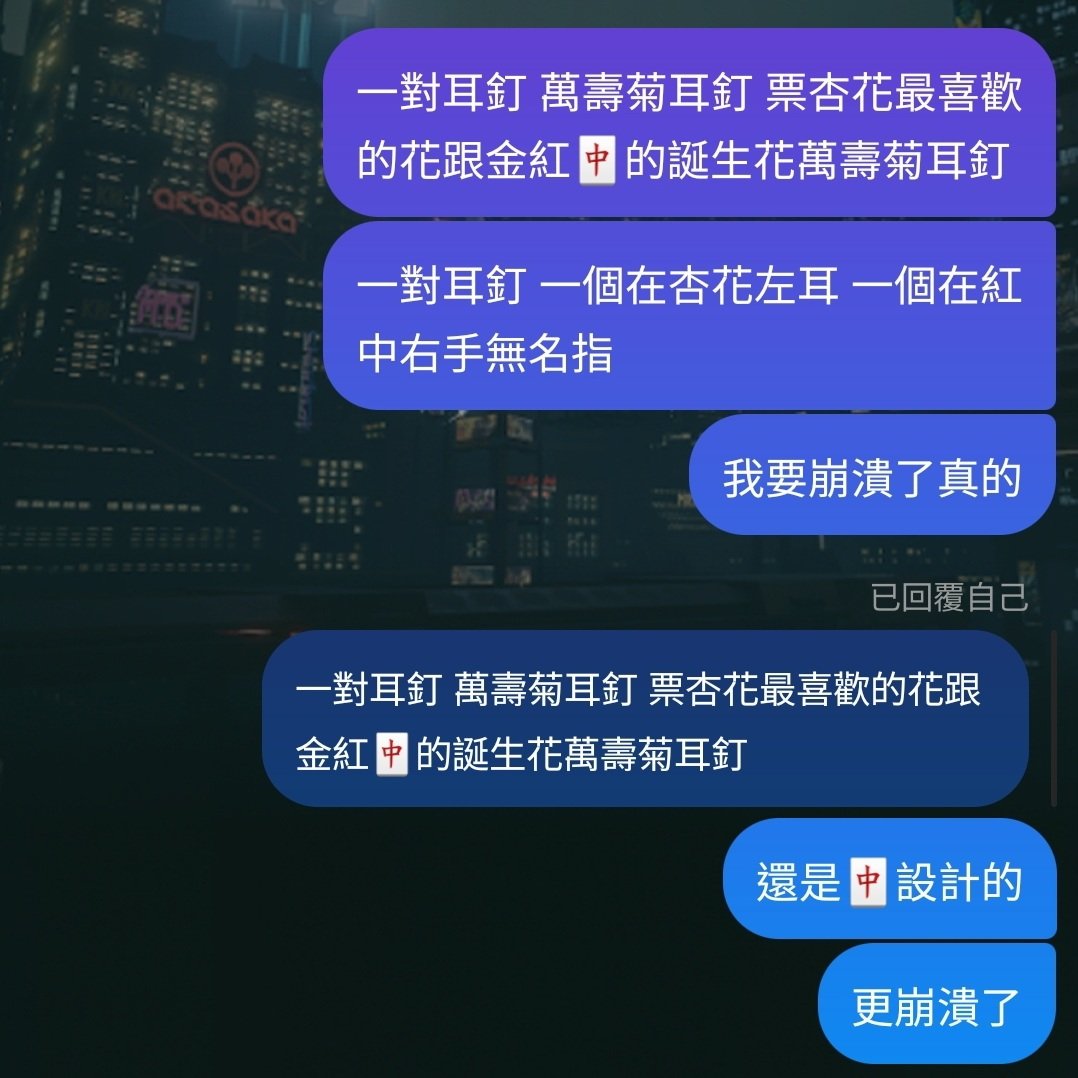 arasaka
一對耳釘 萬壽菊耳釘 票杏花最喜歡
的花跟金紅🀄的誕生花萬壽菊耳釘
一對耳釘 一個在杏花左耳 一個在紅
中右手無名指
我要崩潰了真的
已回覆自己
一對耳釘 萬壽菊耳釘 票杏花最喜歡的花跟
金紅🀄的誕生花萬壽菊耳釘
還是🀄設計的
更崩潰了